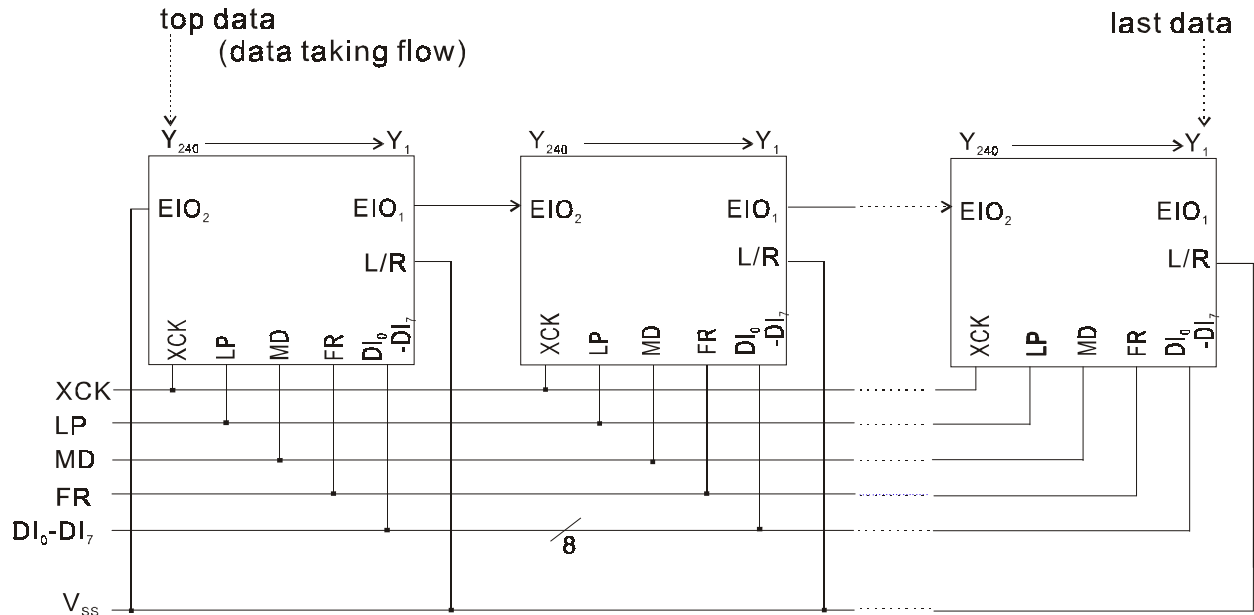 top data
(data taking flow)
last data
Y₂₄₀ Y₁ Y₂₄₀ Y₁ Y₂₄₀ Y₁
EIO₂ EIO₁ EIO₂ EIO₁ EIO₂ EIO₁
L/R L/R L/R
XCK LP MD FR DI₀-DI₇ XCK LP MD FR DI₀-DI₇ XCK LP MD FR DI₀-DI₇
XCK
LP
MD
FR
DI₀-DI₇
8
Vss